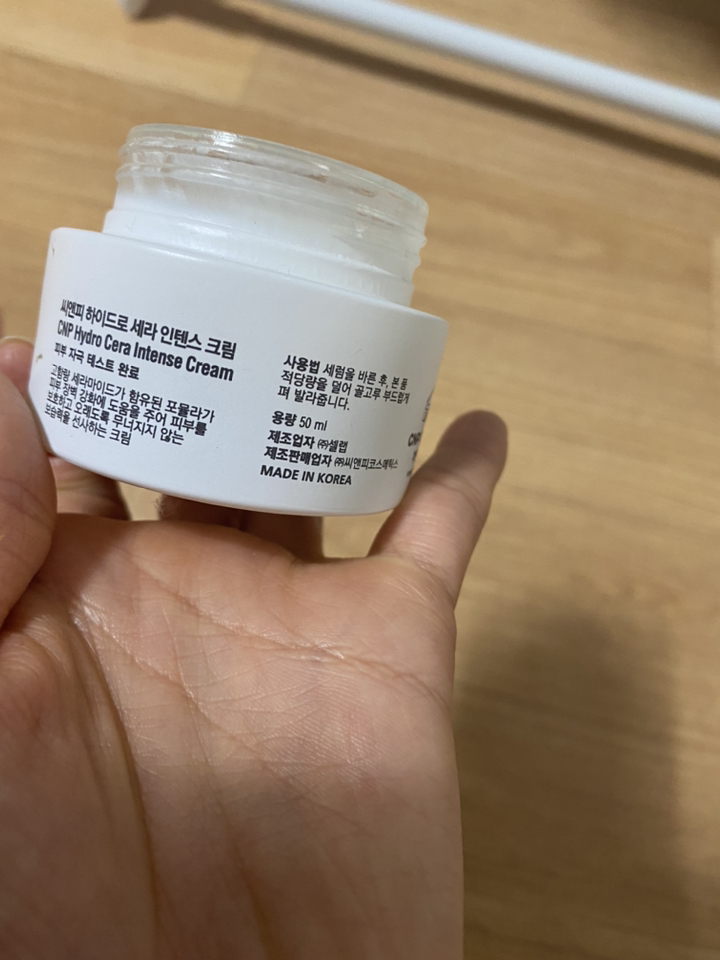 씨앤피 하이드로 세라 인텐스 크림
CNP Hydro Cera Intense Cream
피부 자극 테스트 완료
고함량 세라마이드가 함유된 포뮬라가
피부 장벽 강화에 도움을 주어 피부를
보호하고 오래도록 무너지지 않는
보습력을 선사하는 크림
사용법 세럼을 바른 후, 본 품
적당량을 덜어 골고루 부드럽게
펴 발라줍니다.
용량 50 ml
제조업자 ㈜셀랩
제조판매업자 ㈜씨앤피코스메틱스
MADE IN KOREA